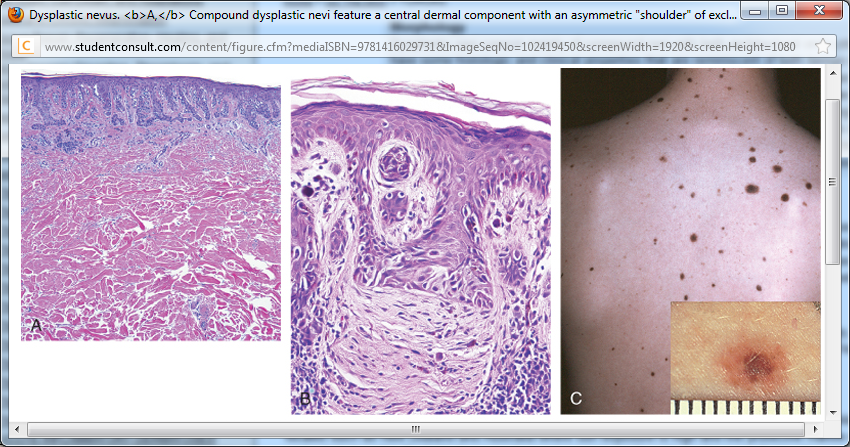 Dysplastic nevus. <b>A,</b> Compound dysplastic nevi feature a central dermal component with an asymmetric "shoulder" of excl...
www.studentconsult.com/content/figure.cfm?mediaISBN=9781416029731&ImageSeqNo=102419450&screenWidth=1920&screenHeight=1080
A
B
C